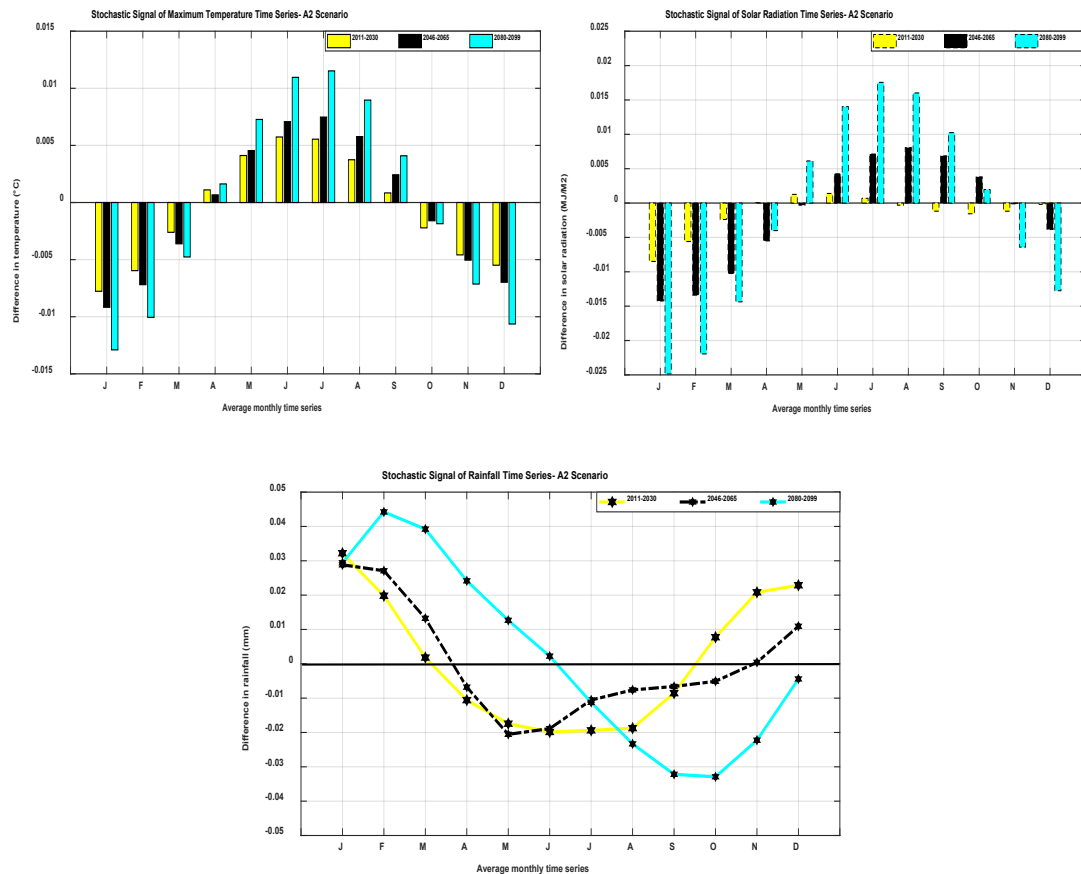 Stochastic Signal of Maximum Temperature Time Series- A2 Scenario
0.015
0.01
0.005
0
-0.005
-0.01
-0.015
Difference in temperature (°C)
2011-2030 2046-2065 2080-2099
J F M A M J J A S O N D
Average monthly time series
Stochastic Signal of Solar Radiation Time Series- A2 Scenario
0.025
0.02
0.015
0.01
0.005
0
-0.005
-0.01
-0.015
-0.02
-0.025
Difference in solar radiation (MJ/M2)
2011-2030 2046-2065 2080-2099
J F M A M J J A S O N D
Average monthly time series
Stochastic Signal of Rainfall Time Series- A2 Scenario
0.05
0.04
0.03
0.02
0.01
0
-0.01
-0.02
-0.03
-0.04
-0.05
Difference in rainfall (mm)
2011-2030 2046-2065 2080-2099
J F M A M J J A S O N D
Average monthly time series